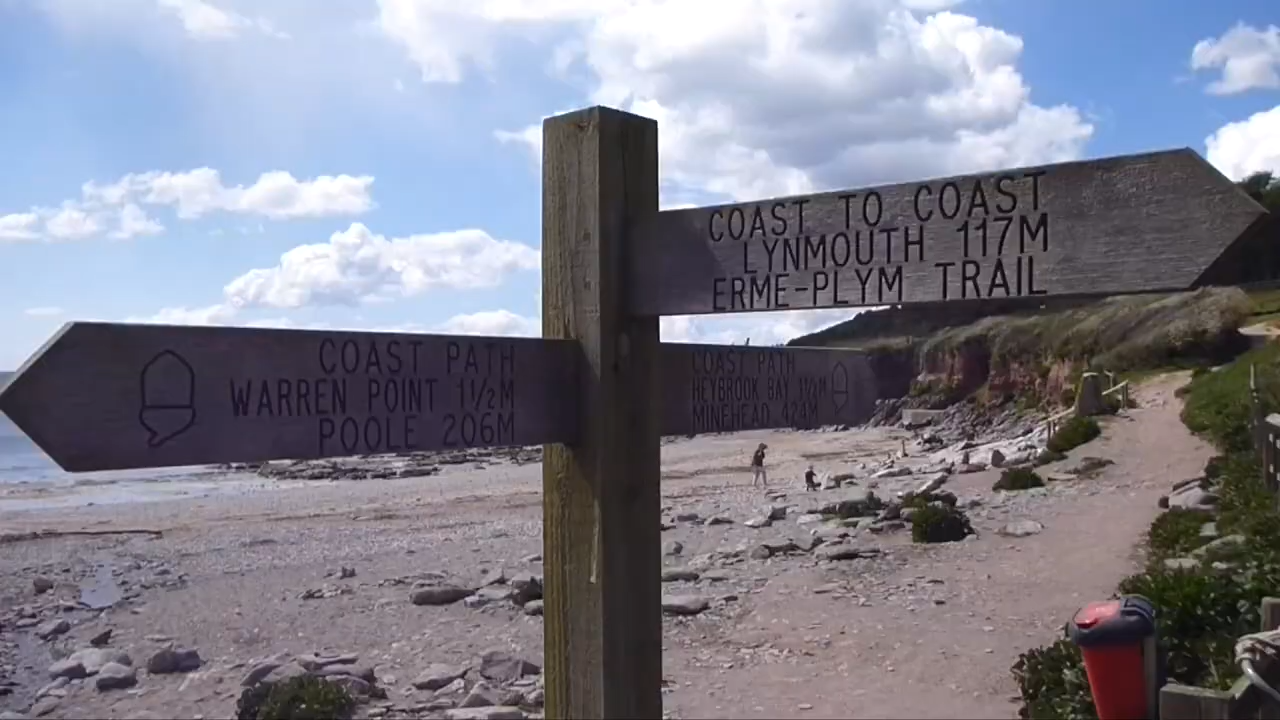 COAST TO COAST
LYNMOUTH 117M
ERME-PLYM TRAIL
COAST PATH
WARREN POINT 1½M
POOLE 206M
COAST PATH
HEYBROOK BAY 1½M
MINEHEAD 424M